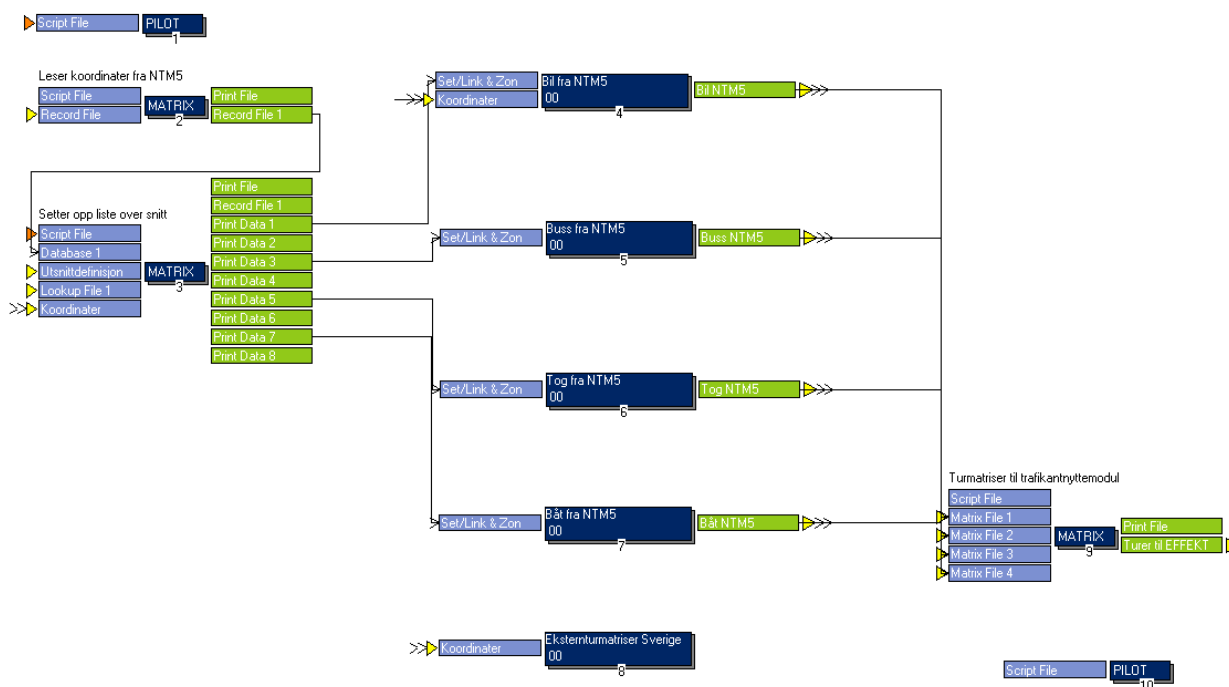 Script File
PILOT
1
Leser koordinater fra NTM5
Script File
Record File
MATRIX
2
Print File
Record File 1
Setter opp liste over snitt
Script File
Database 1
Utsnittdefinisjon
Lookup File 1
Koordinater
MATRIX
3
Print File
Record File 1
Print Data 1
Print Data 2
Print Data 3
Print Data 4
Print Data 5
Print Data 6
Print Data 7
Print Data 8
Set/Link & Zon
Koordinater
Bil fra NTM5
00
4
Bil NTM5
Set/Link & Zon
Buss fra NTM5
00
5
Buss NTM5
Set/Link & Zon
Tog fra NTM5
00
6
Tog NTM5
Set/Link & Zon
Båt fra NTM5
00
7
Båt NTM5
Koordinater
Eksternturmatriser Sverige
00
8
Turmatriser til trafikantnyttemodul
Script File
Matrix File 1
Matrix File 2
Matrix File 3
Matrix File 4
MATRIX
9
Print File
Turer til EFFEKT
Script File
PILOT
10